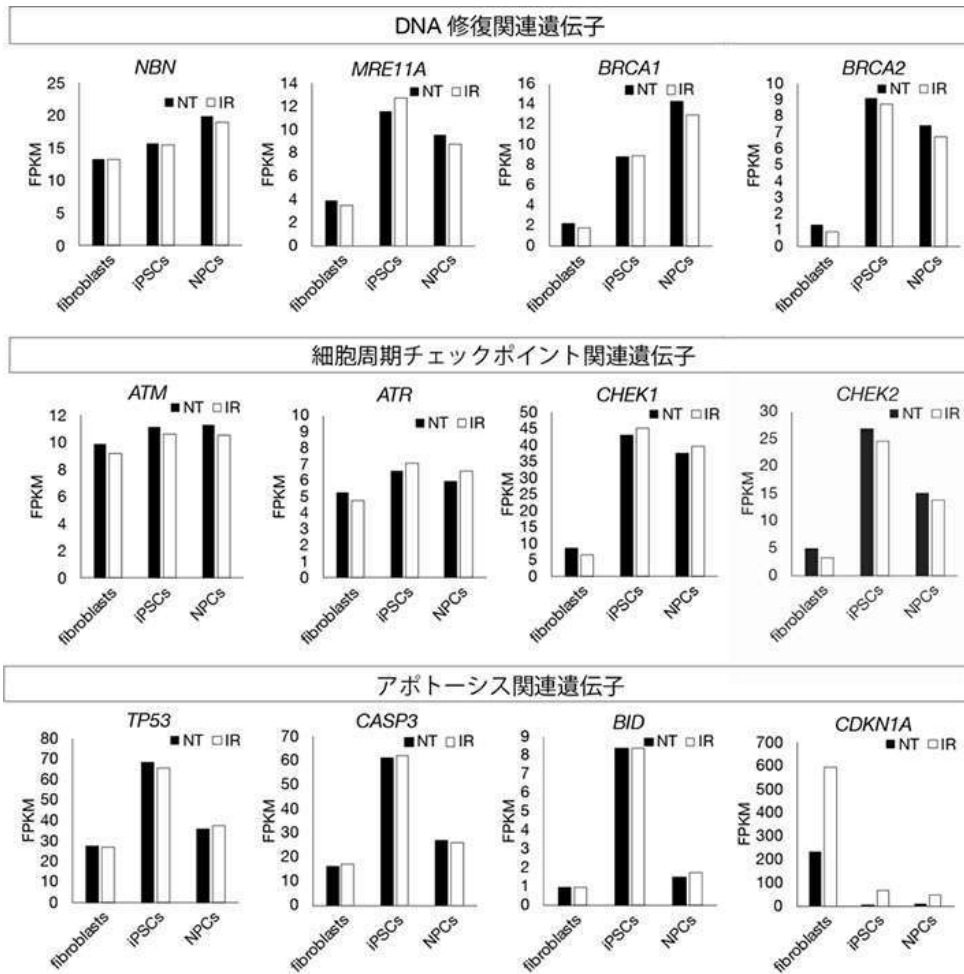 DNA 修復関連遺伝子
NBN
25
20
15
10
5
0
FPKM
NT IR
fibroblasts
iPSCs
NPCs
MRE11A
14
12
10
8
6
4
2
0
FPKM
NT IR
fibroblasts
iPSCs
NPCs
BRCA1
16
14
12
10
8
6
4
2
0
FPKM
NT IR
fibroblasts
iPSCs
NPCs
BRCA2
10
9
8
7
6
5
4
3
2
1
0
FPKM
NT IR
fibroblasts
iPSCs
NPCs
細胞周期チェックポイント関連遺伝子
ATM
12
10
8
6
4
2
0
FPKM
NT IR
fibroblasts
iPSCs
NPCs
ATR
10
9
8
7
6
5
4
3
2
1
0
FPKM
NT IR
fibroblasts
iPSCs
NPCs
CHEK1
50
45
40
35
30
25
20
15
10
5
0
FPKM
NT IR
fibroblasts
iPSCs
NPCs
CHEK2
30
25
20
15
10
5
0
FPKM
NT IR
fibroblasts
iPSCs
NPCs
アポトーシス関連遺伝子
TP53
80
70
60
50
40
30
20
10
0
FPKM
NT IR
fibroblasts
iPSCs
NPCs
CASP3
70
60
50
40
30
20
10
0
FPKM
NT IR
fibroblasts
iPSCs
NPCs
BID
9
8
7
6
5
4
3
2
1
0
FPKM
NT IR
fibroblasts
iPSCs
NPCs
CDKN1A
700
600
500
400
300
200
100
0
FPKM
NT IR
fibroblasts
iPSCs
NPCs